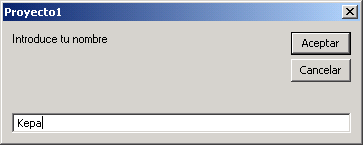 Proyecto1
Introduce tu nombre
Aceptar
Cancelar
Kepa